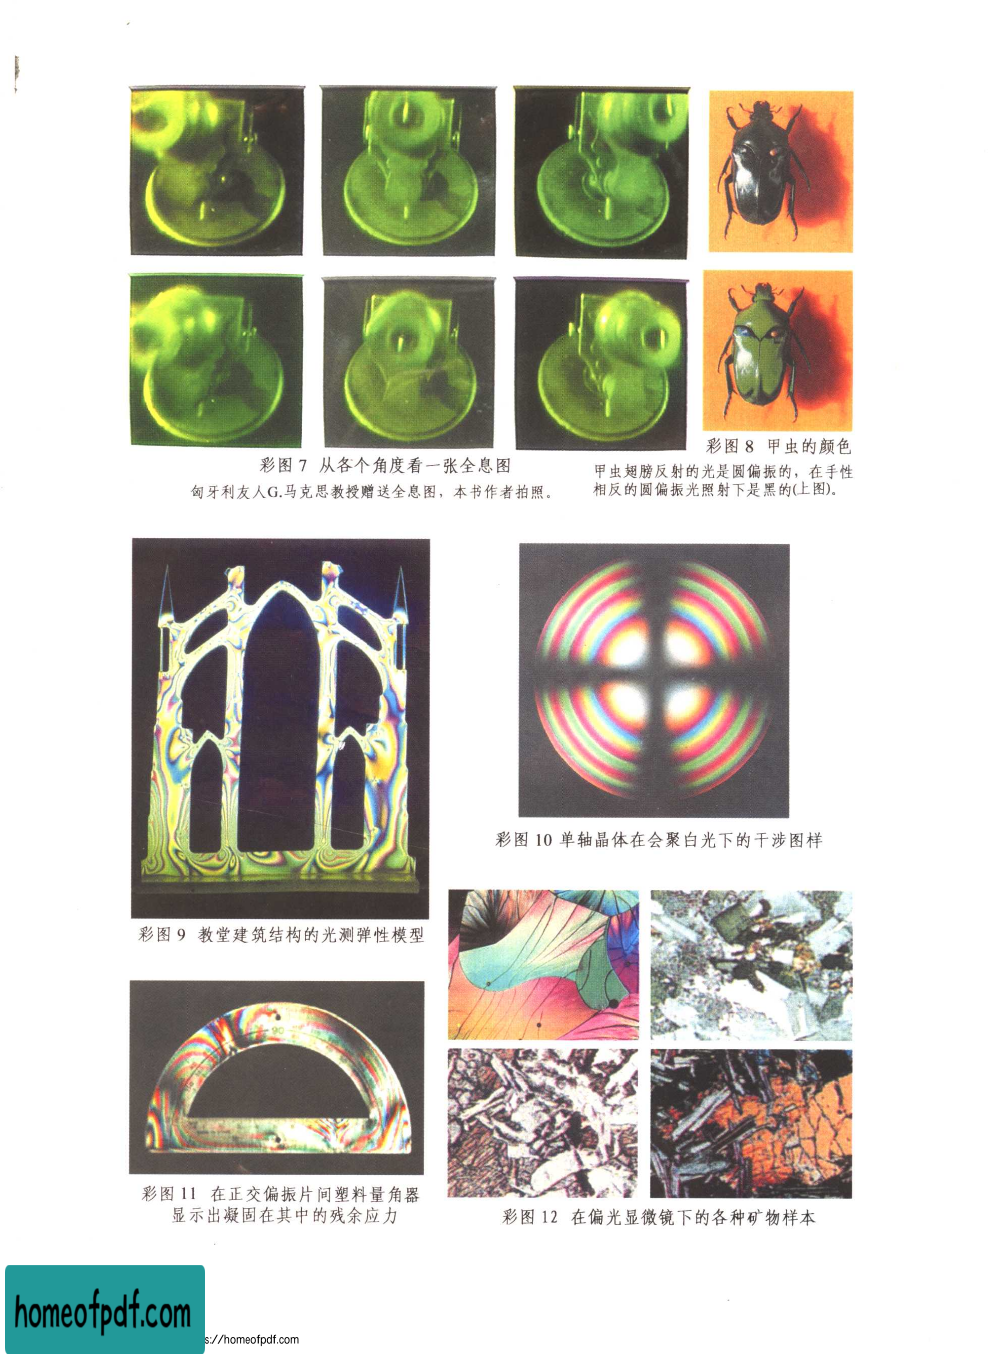 彩图 7 从各个角度看一张全息图
匈牙利友人G.马克思教授赠送全息图，本书作者拍照。
彩图 8 甲虫的颜色
甲虫翅膀反射的光是圆偏振的，在手性
相反的圆偏振光照射下是黑的(上图)。
彩图 9 教堂建筑结构的光测弹性模型
彩图 10 单轴晶体在会聚白光下的干涉图样
彩图 11 在正交偏振片间塑料量角器
显示出凝固在其中的残余应力
彩图 12 在偏光显微镜下的各种矿物样本
homeofpdf.com
s://homeofpdf.com